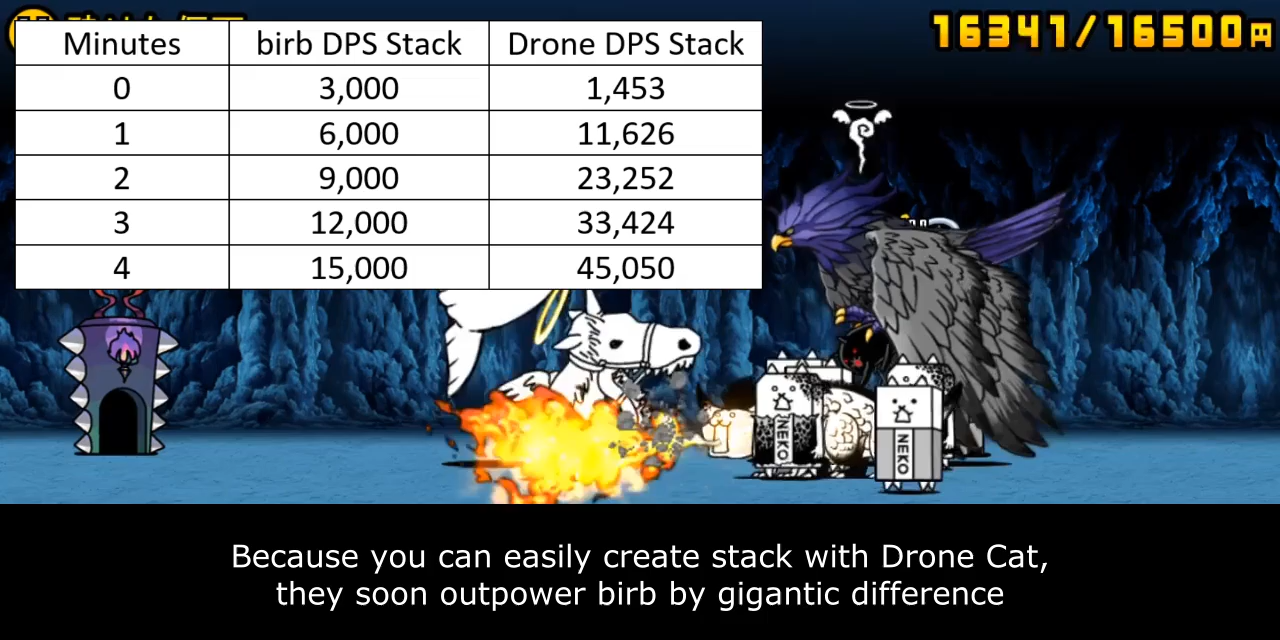 16341/16500円
Minutes birb DPS Stack Drone DPS Stack
0 3,000 1,453
1 6,000 11,626
2 9,000 23,252
3 12,000 33,424
4 15,000 45,050
NEKO
NEKO
Because you can easily create stack with Drone Cat,
they soon outpower birb by gigantic difference